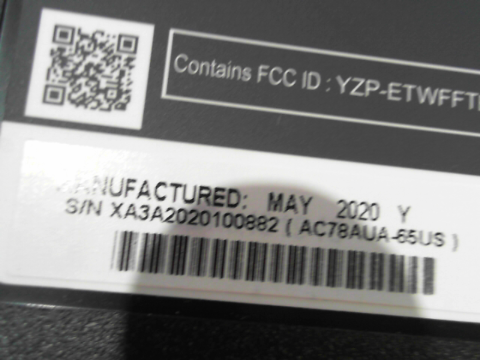 Contains FCC ID : YZP-ETWFFT
MANUFACTURED: MAY 2020 Y
S/N XA3A2020100882 ( AC78AUA-65US )